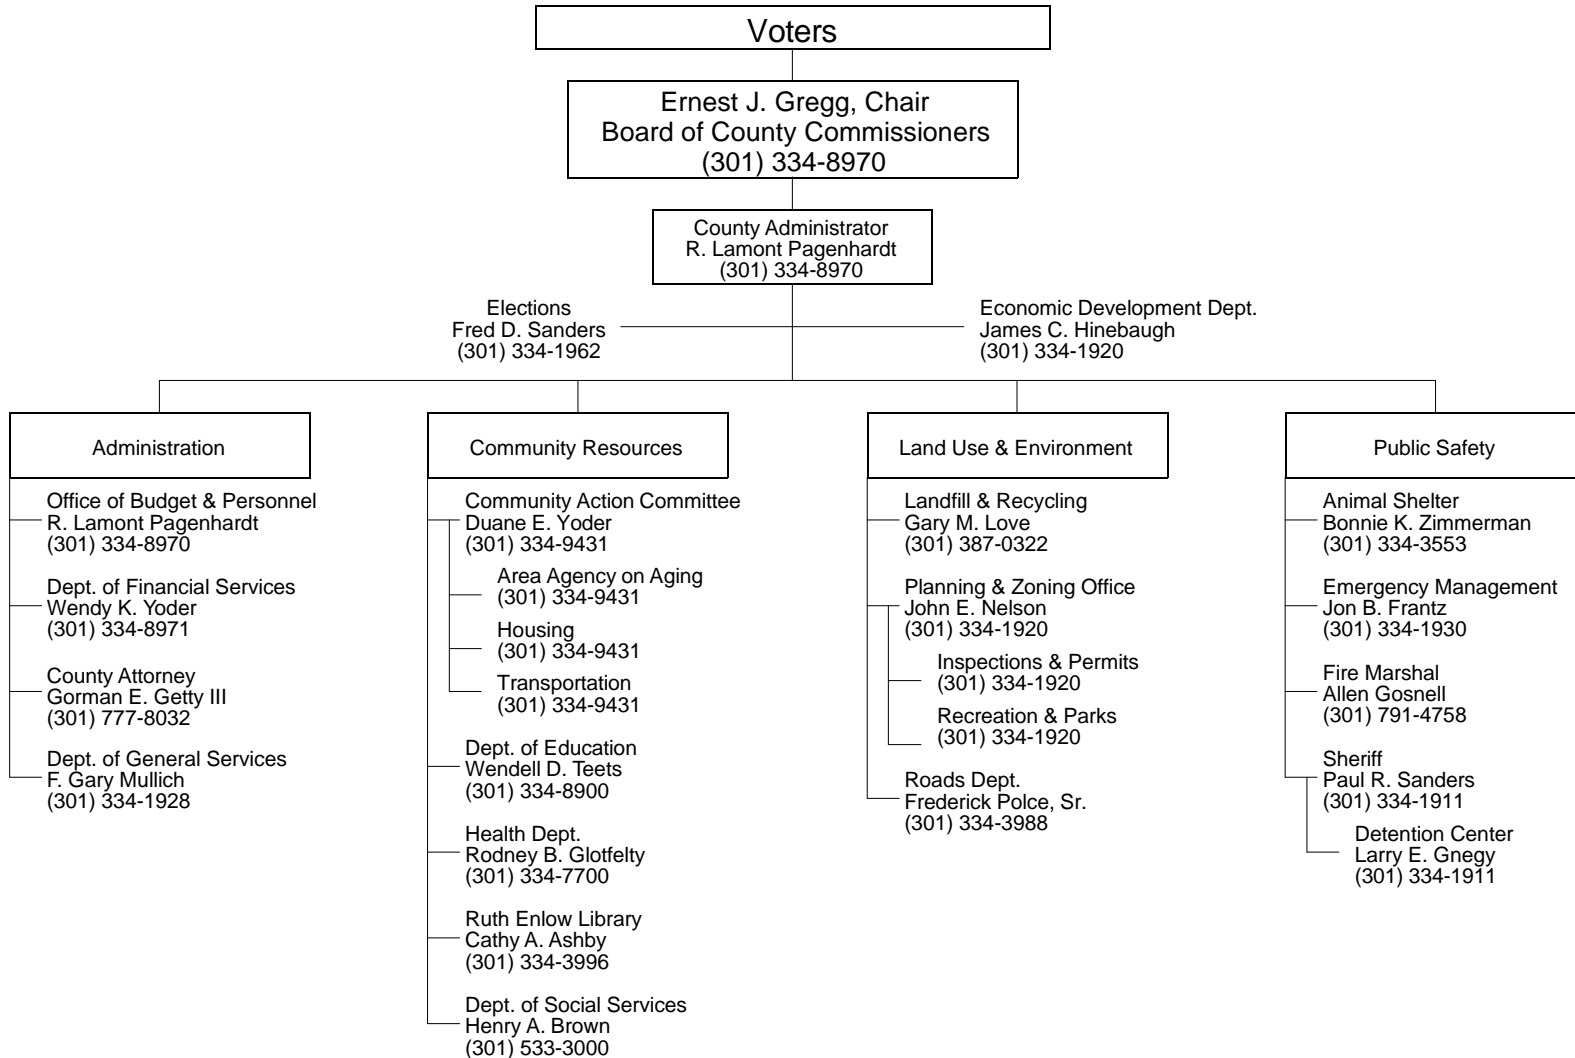 Voters
Ernest J. Gregg, Chair
Board of County Commissioners
(301) 334-8970
County Administrator
R. Lamont Pagenhardt
(301) 334-8970
Elections
Fred D. Sanders
(301) 334-1962
Economic Development Dept.
James C. Hinebaugh
(301) 334-1920
Administration
Office of Budget & Personnel
R. Lamont Pagenhardt
(301) 334-8970
Dept. of Financial Services
Wendy K. Yoder
(301) 334-8971
County Attorney
Gorman E. Getty III
(301) 777-8032
Dept. of General Services
F. Gary Mullich
(301) 334-1928
Community Resources
Community Action Committee
Duane E. Yoder
(301) 334-9431
Area Agency on Aging
(301) 334-9431
Housing
(301) 334-9431
Transportation
(301) 334-9431
Dept. of Education
Wendell D. Teets
(301) 334-8900
Health Dept.
Rodney B. Glotfelty
(301) 334-7700
Ruth Enlow Library
Cathy A. Ashby
(301) 334-3996
Dept. of Social Services
Henry A. Brown
(301) 533-3000
Land Use & Environment
Landfill & Recycling
Gary M. Love
(301) 387-0322
Planning & Zoning Office
John E. Nelson
(301) 334-1920
Inspections & Permits
(301) 334-1920
Recreation & Parks
(301) 334-1920
Roads Dept.
Frederick Polce, Sr.
(301) 334-3988
Public Safety
Animal Shelter
Bonnie K. Zimmerman
(301) 334-3553
Emergency Management
Jon B. Frantz
(301) 334-1930
Fire Marshal
Allen Gosnell
(301) 791-4758
Sheriff
Paul R. Sanders
(301) 334-1911
Detention Center
Larry E. Gnegy
(301) 334-1911